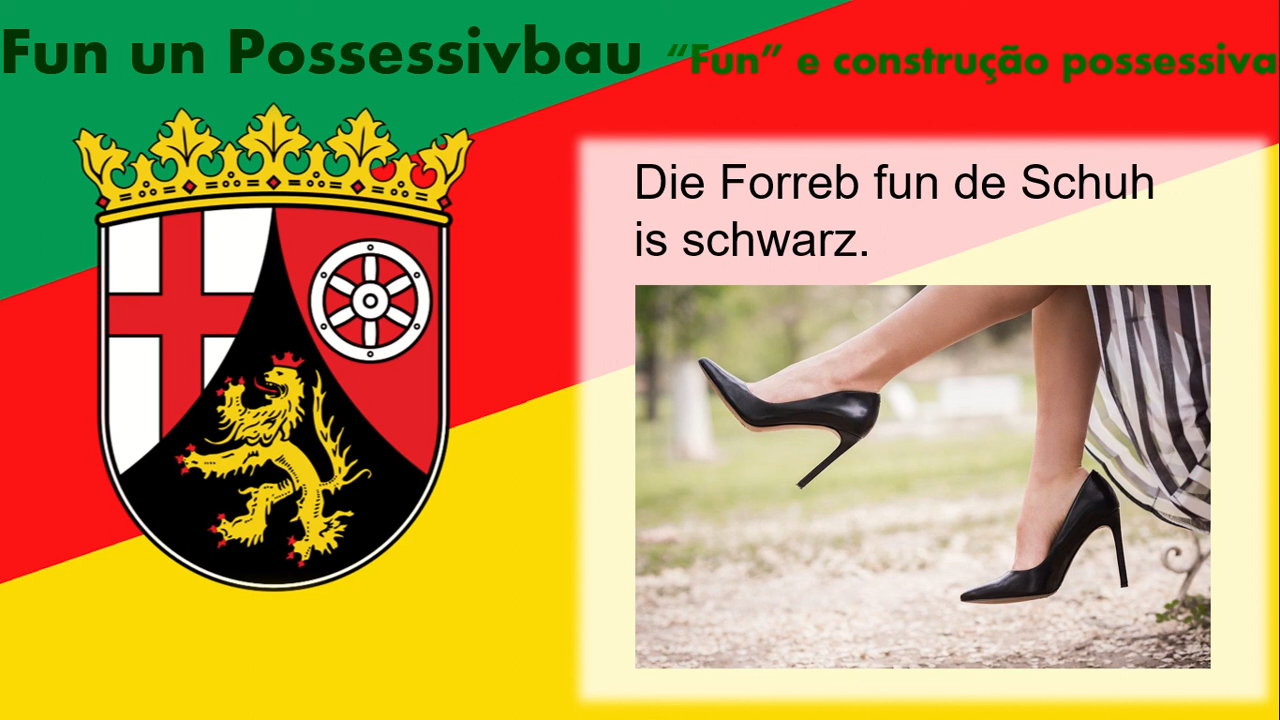 Fun un Possessivbau “Fun” e construção possessiva
Die Forreb fun de Schuh
is schwarz.